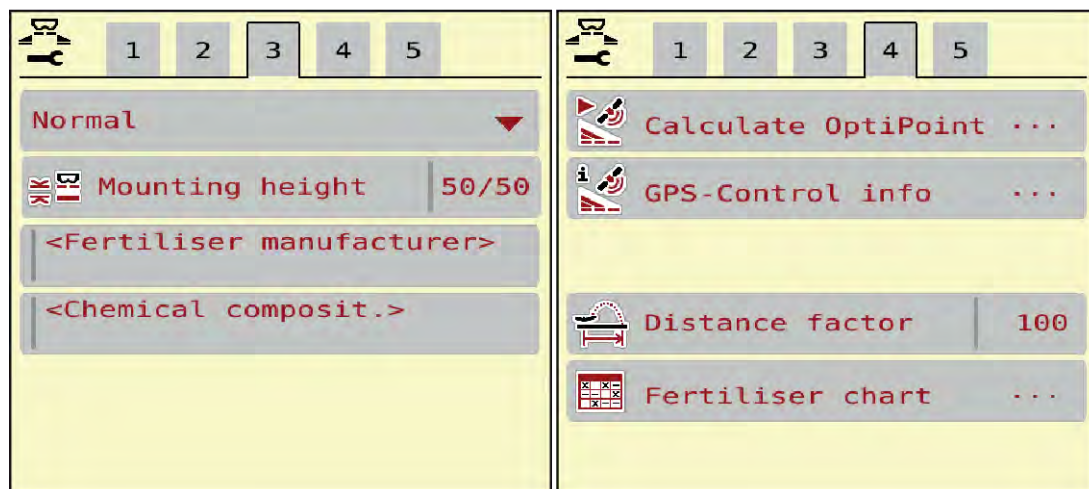 1 2 3 4 5
Normal
Mounting height 50/50
<Fertiliser manufacturer>
<Chemical composit.>
1 2 3 4 5
Calculate OptiPoint ...
i
GPS-Control info ...
Distance factor 100
Fertiliser chart ...